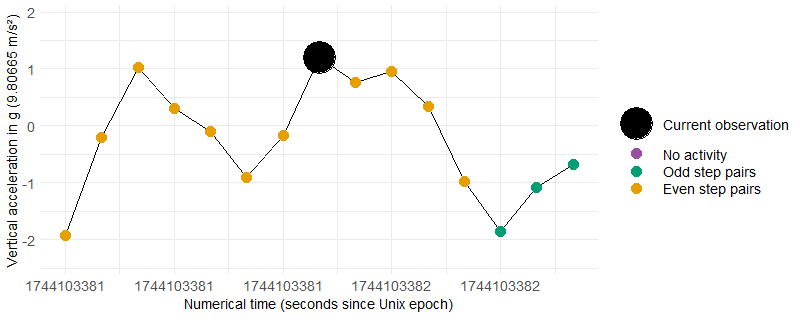 Vertical acceleration in g (9.80665 m/s²)
2
1
0
-1
-2
1744103381
1744103381
1744103381
1744103382
1744103382
Numerical time (seconds since Unix epoch)
Current observation
No activity
Odd step pairs
Even step pairs